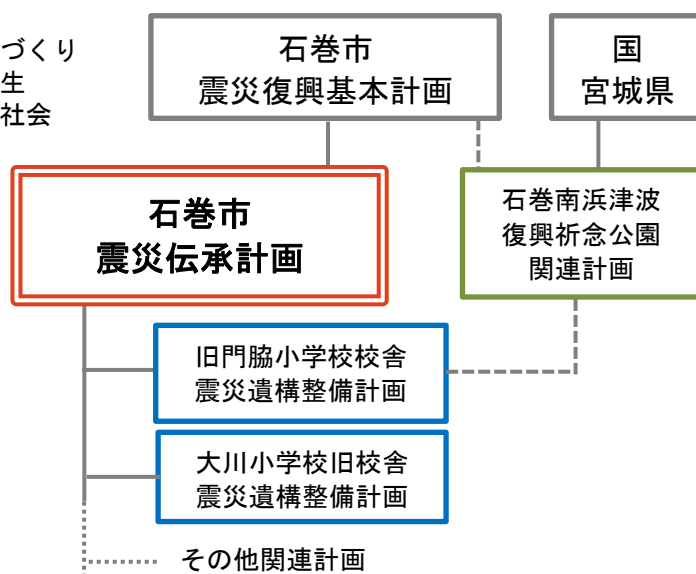 づくり
生
社会
石巻市
震災復興基本計画
国
宮城県
石巻市
震災伝承計画
石巻南浜津波
復興祈念公園
関連計画
旧門脇小学校校舎
震災遺構整備計画
大川小学校旧校舎
震災遺構整備計画
その他関連計画